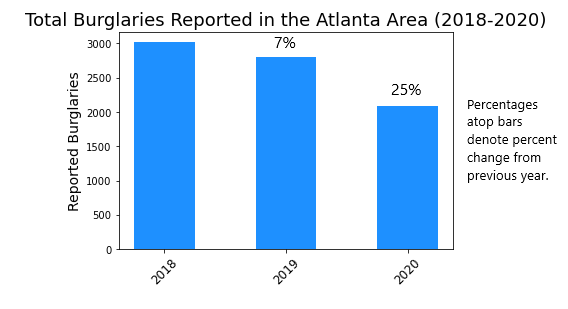 Total Burglaries Reported in the Atlanta Area (2018-2020)
3000
2500
2000
1500
1000
500
0
Reported Burglaries
7%
25%
2018
2019
2020
Percentages
atop bars
denote percent
change from
previous year.